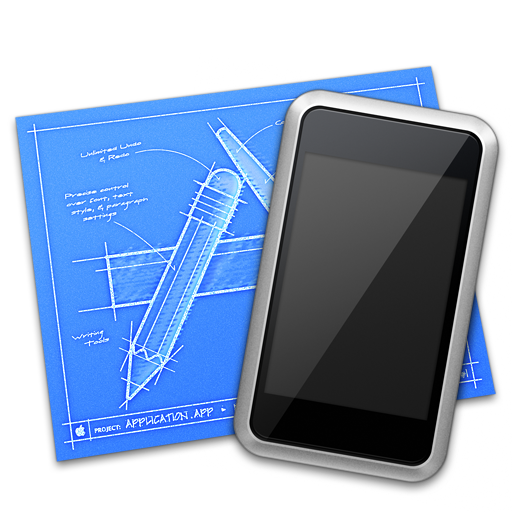 Unlimited Undo
& Redo
Precise control
over font, text
style, & paragraph
settings
Writing
Tools
PROJECT: APPLICATION.APP